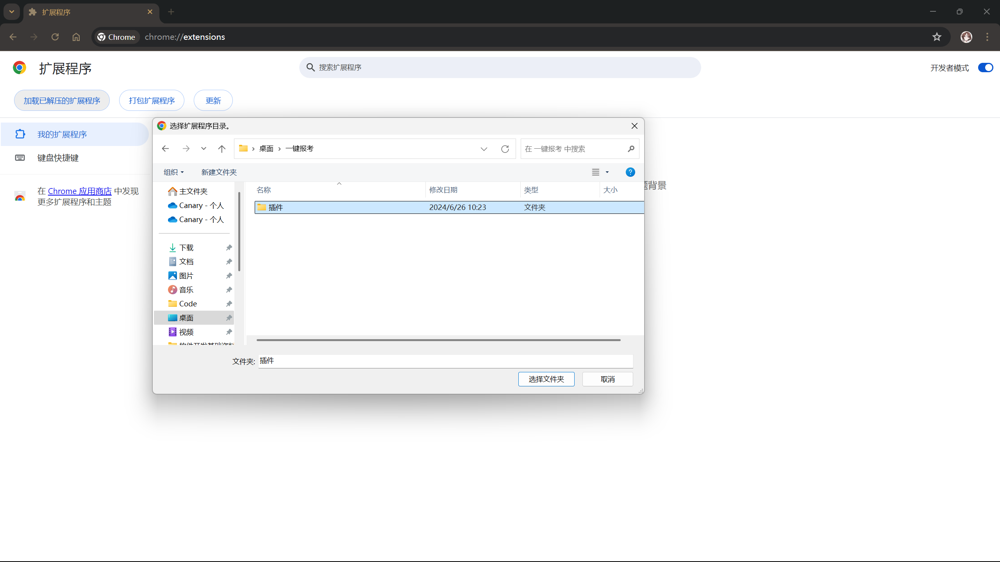 扩展程序
Chrome chrome://extensions
扩展程序
搜索扩展程序
开发者模式
加载已解压的扩展程序 打包扩展程序 更新
我的扩展程序
键盘快捷键
在 Chrome 应用商店 中发现
更多扩展程序和主题
选择扩展程序目录。
桌面 一键报考
在 一键报考 中搜索
组织 新建文件夹
主文件夹
Canary - 个人
Canary - 个人
下载
文档
图片
音乐
Code
桌面
视频
软件开发基础资料
名称 修改日期 类型 大小
插件 2024/6/26 10:23 文件夹
背景
文件夹: 插件
选择文件夹 取消